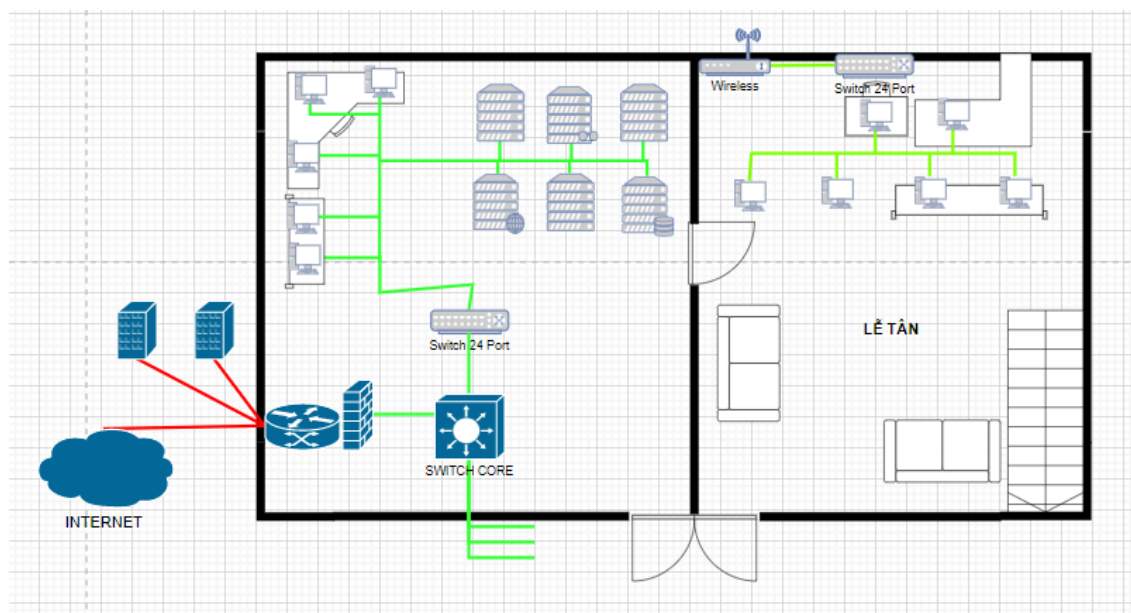 Wireless
Switch 24 Port
LỄ TÂN
Switch 24 Port
SWITCH CORE
INTERNET